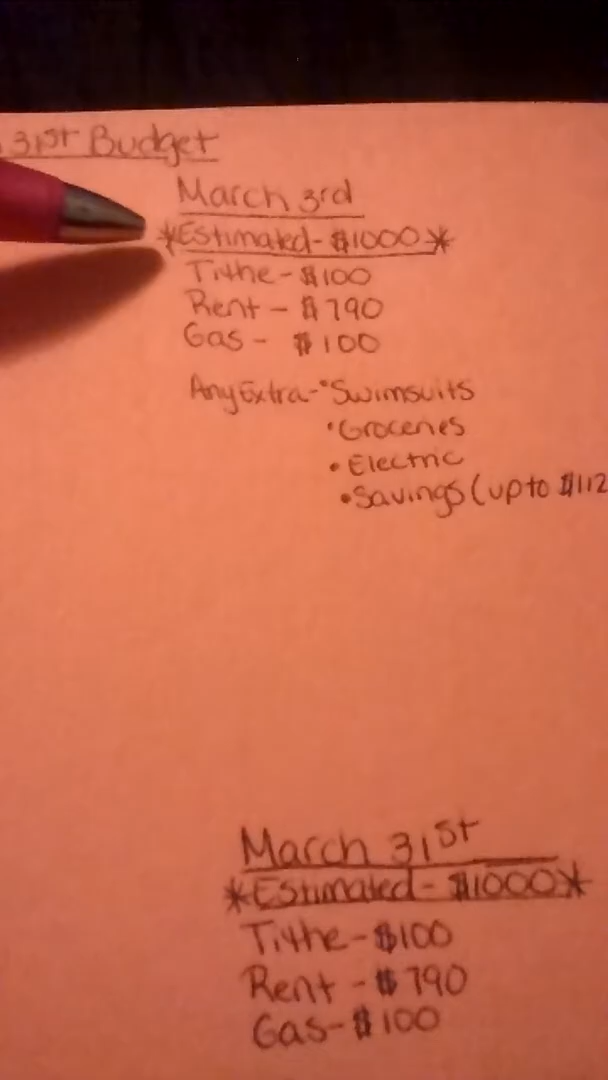 31st Budget
March 3rd
*Estimated- $1000*
Tithe - $100
Rent - $790
Gas - $100
Any Extra- •Swimsuits
•Groceries
•Electric
•Savings (up to $112
March 31st
*Estimated - $1000*
Tithe - $100
Rent - $790
Gas - $100